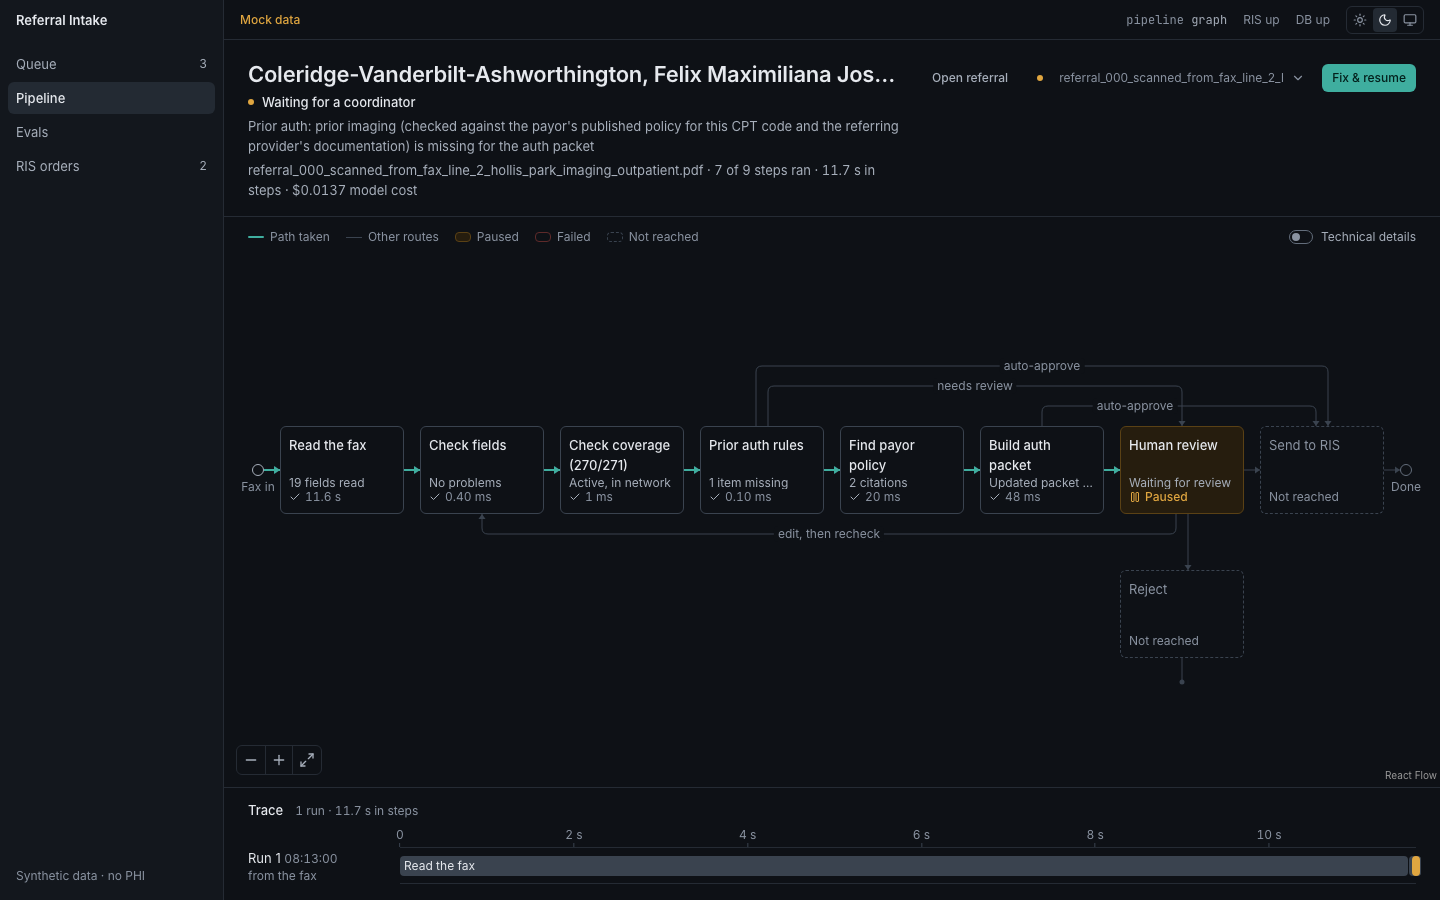 Referral Intake
Mock data
pipeline graph
RIS up
DB up
Queue 3
Pipeline
Evals
RIS orders 2
Synthetic data · no PHI
Coleridge-Vanderbilt-Ashworthington, Felix Maximiliana Jos...
Open referral
referral_000_scanned_from_fax_line_2_l
Fix & resume
Waiting for a coordinator
Prior auth: prior imaging (checked against the payor's published policy for this CPT code and the referring
provider's documentation) is missing for the auth packet
referral_000_scanned_from_fax_line_2_hollis_park_imaging_outpatient.pdf · 7 of 9 steps ran · 11.7 s in
steps · $0.0137 model cost
Path taken
Other routes
Paused
Failed
Not reached
Technical details
auto-approve
needs review
auto-approve
Fax in
Read the fax
19 fields read
11.6 s
Check fields
No problems
0.40 ms
Check coverage
(270/271)
Active, in network
1 ms
Prior auth rules
1 item missing
0.10 ms
Find payor
policy
2 citations
20 ms
Build auth
packet
Updated packet ...
48 ms
Human review
Waiting for review
Paused
Send to RIS
Not reached
Done
edit, then recheck
Reject
Not reached
React Flow
Trace 1 run · 11.7 s in steps
0 2 s 4 s 6 s 8 s 10 s
Run 1 08:13:00
from the fax
Read the fax